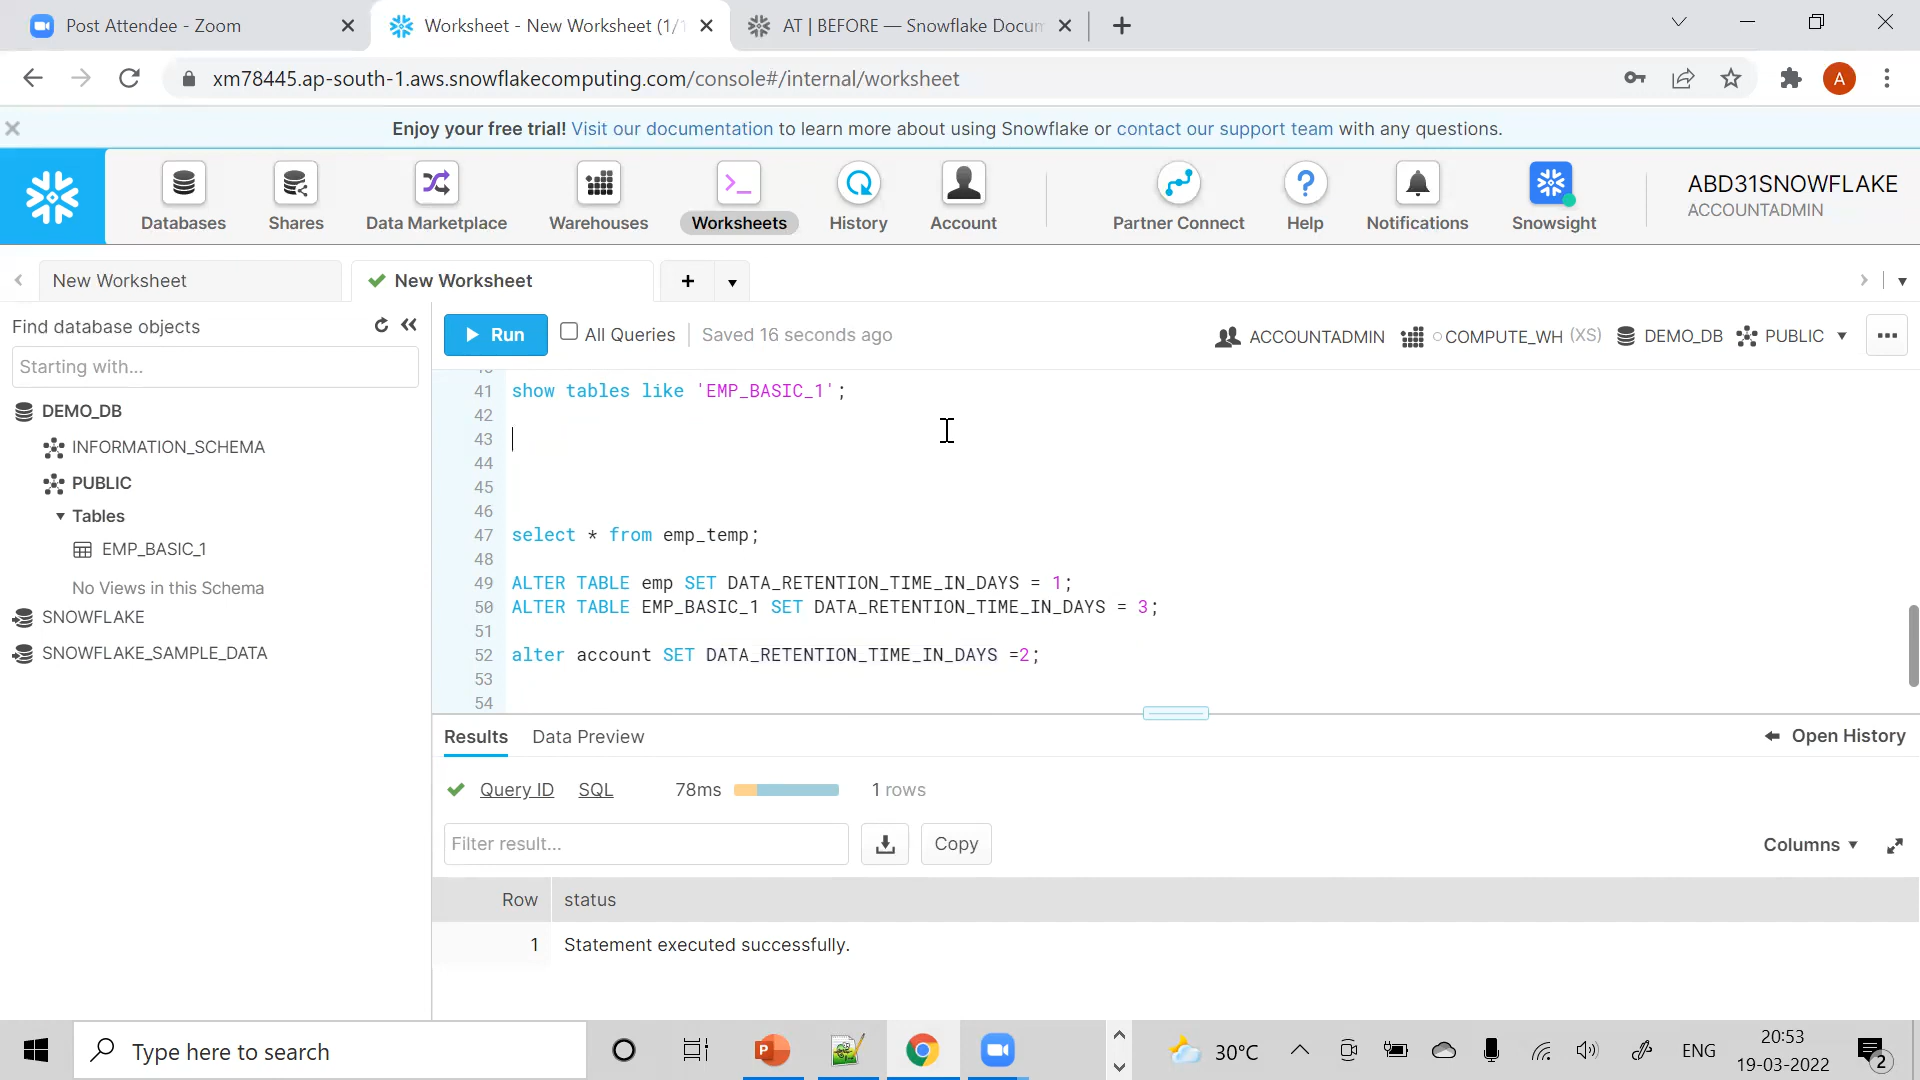 Post Attendee - Zoom
Worksheet - New Worksheet (1/1
AT | BEFORE — Snowflake Docum
xm78445.ap-south-1.aws.snowflakecomputing.com/console#/internal/worksheet
A
Enjoy your free trial! Visit our documentation to learn more about using Snowflake or contact our support team with any questions.
Databases
Shares
Data Marketplace
Warehouses
Worksheets
History
Account
Partner Connect
Help
Notifications
Snowsight
ABD31SNOWFLAKE
ACCOUNTADMIN
New Worksheet
New Worksheet
Find database objects
Starting with...
DEMO_DB
INFORMATION_SCHEMA
PUBLIC
Tables
EMP_BASIC_1
No Views in this Schema
SNOWFLAKE
SNOWFLAKE_SAMPLE_DATA
Run
All Queries
Saved 16 seconds ago
ACCOUNTADMIN
COMPUTE_WH (XS)
DEMO_DB
PUBLIC
41 show tables like 'EMP_BASIC_1';
42
43
44
45
46
47 select * from emp_temp;
48
49 ALTER TABLE emp SET DATA_RETENTION_TIME_IN_DAYS = 1;
50 ALTER TABLE EMP_BASIC_1 SET DATA_RETENTION_TIME_IN_DAYS = 3;
51
52 alter account SET DATA_RETENTION_TIME_IN_DAYS =2;
53
54
Results
Data Preview
Open History
Query ID
SQL
78ms
1 rows
Filter result...
Copy
Columns
Row status
1 Statement executed successfully.
Type here to search
30°C
ENG
20:53
19-03-2022
2